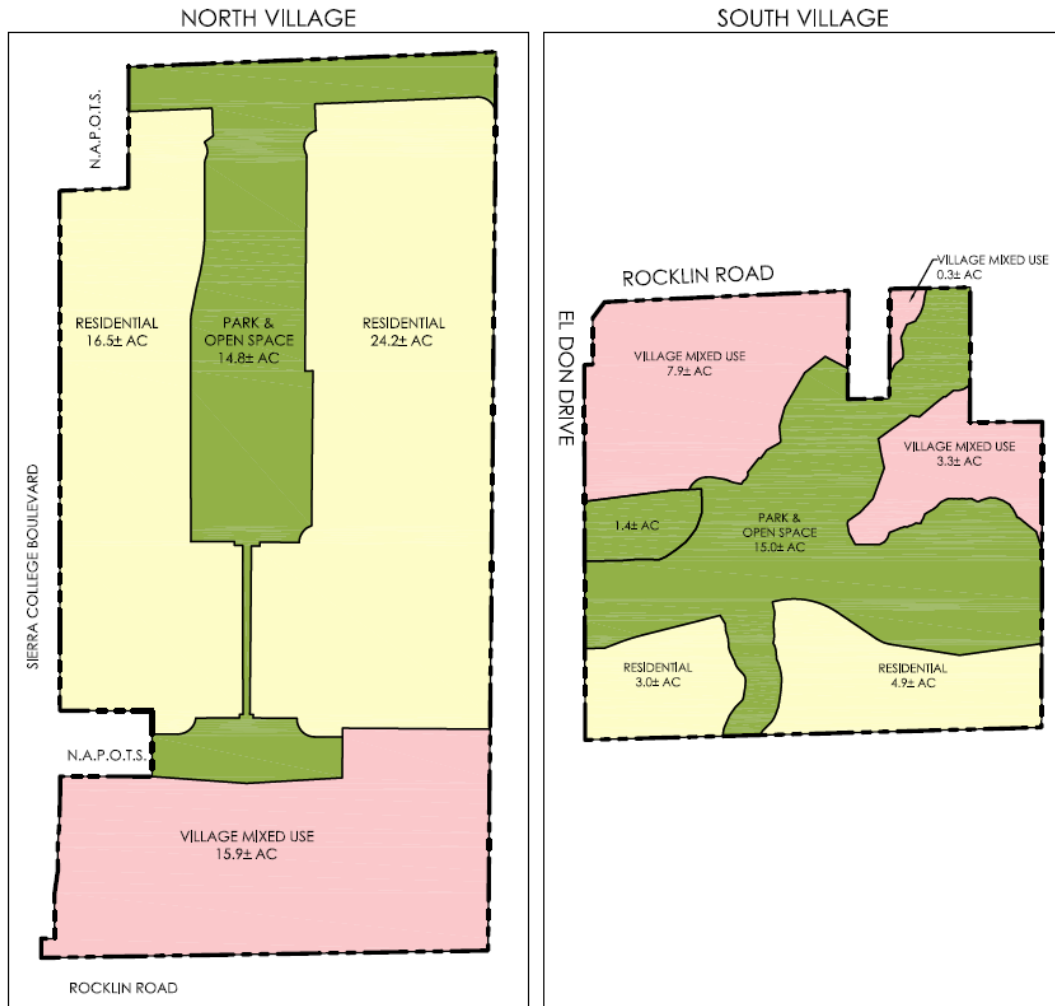 NORTH VILLAGE
N.A.P.O.T.S.
RESIDENTIAL
16.5± AC
PARK &
OPEN SPACE
14.8± AC
RESIDENTIAL
24.2± AC
SIERRA COLLEGE BOULEVARD
N.A.P.O.T.S.
VILLAGE MIXED USE
15.9± AC
ROCKLIN ROAD
SOUTH VILLAGE
VILLAGE MIXED USE
0.3± AC
ROCKLIN ROAD
EL DON DRIVE
VILLAGE MIXED USE
7.9± AC
VILLAGE MIXED USE
3.3± AC
1.4± AC
PARK &
OPEN SPACE
15.0± AC
RESIDENTIAL
3.0± AC
RESIDENTIAL
4.9± AC